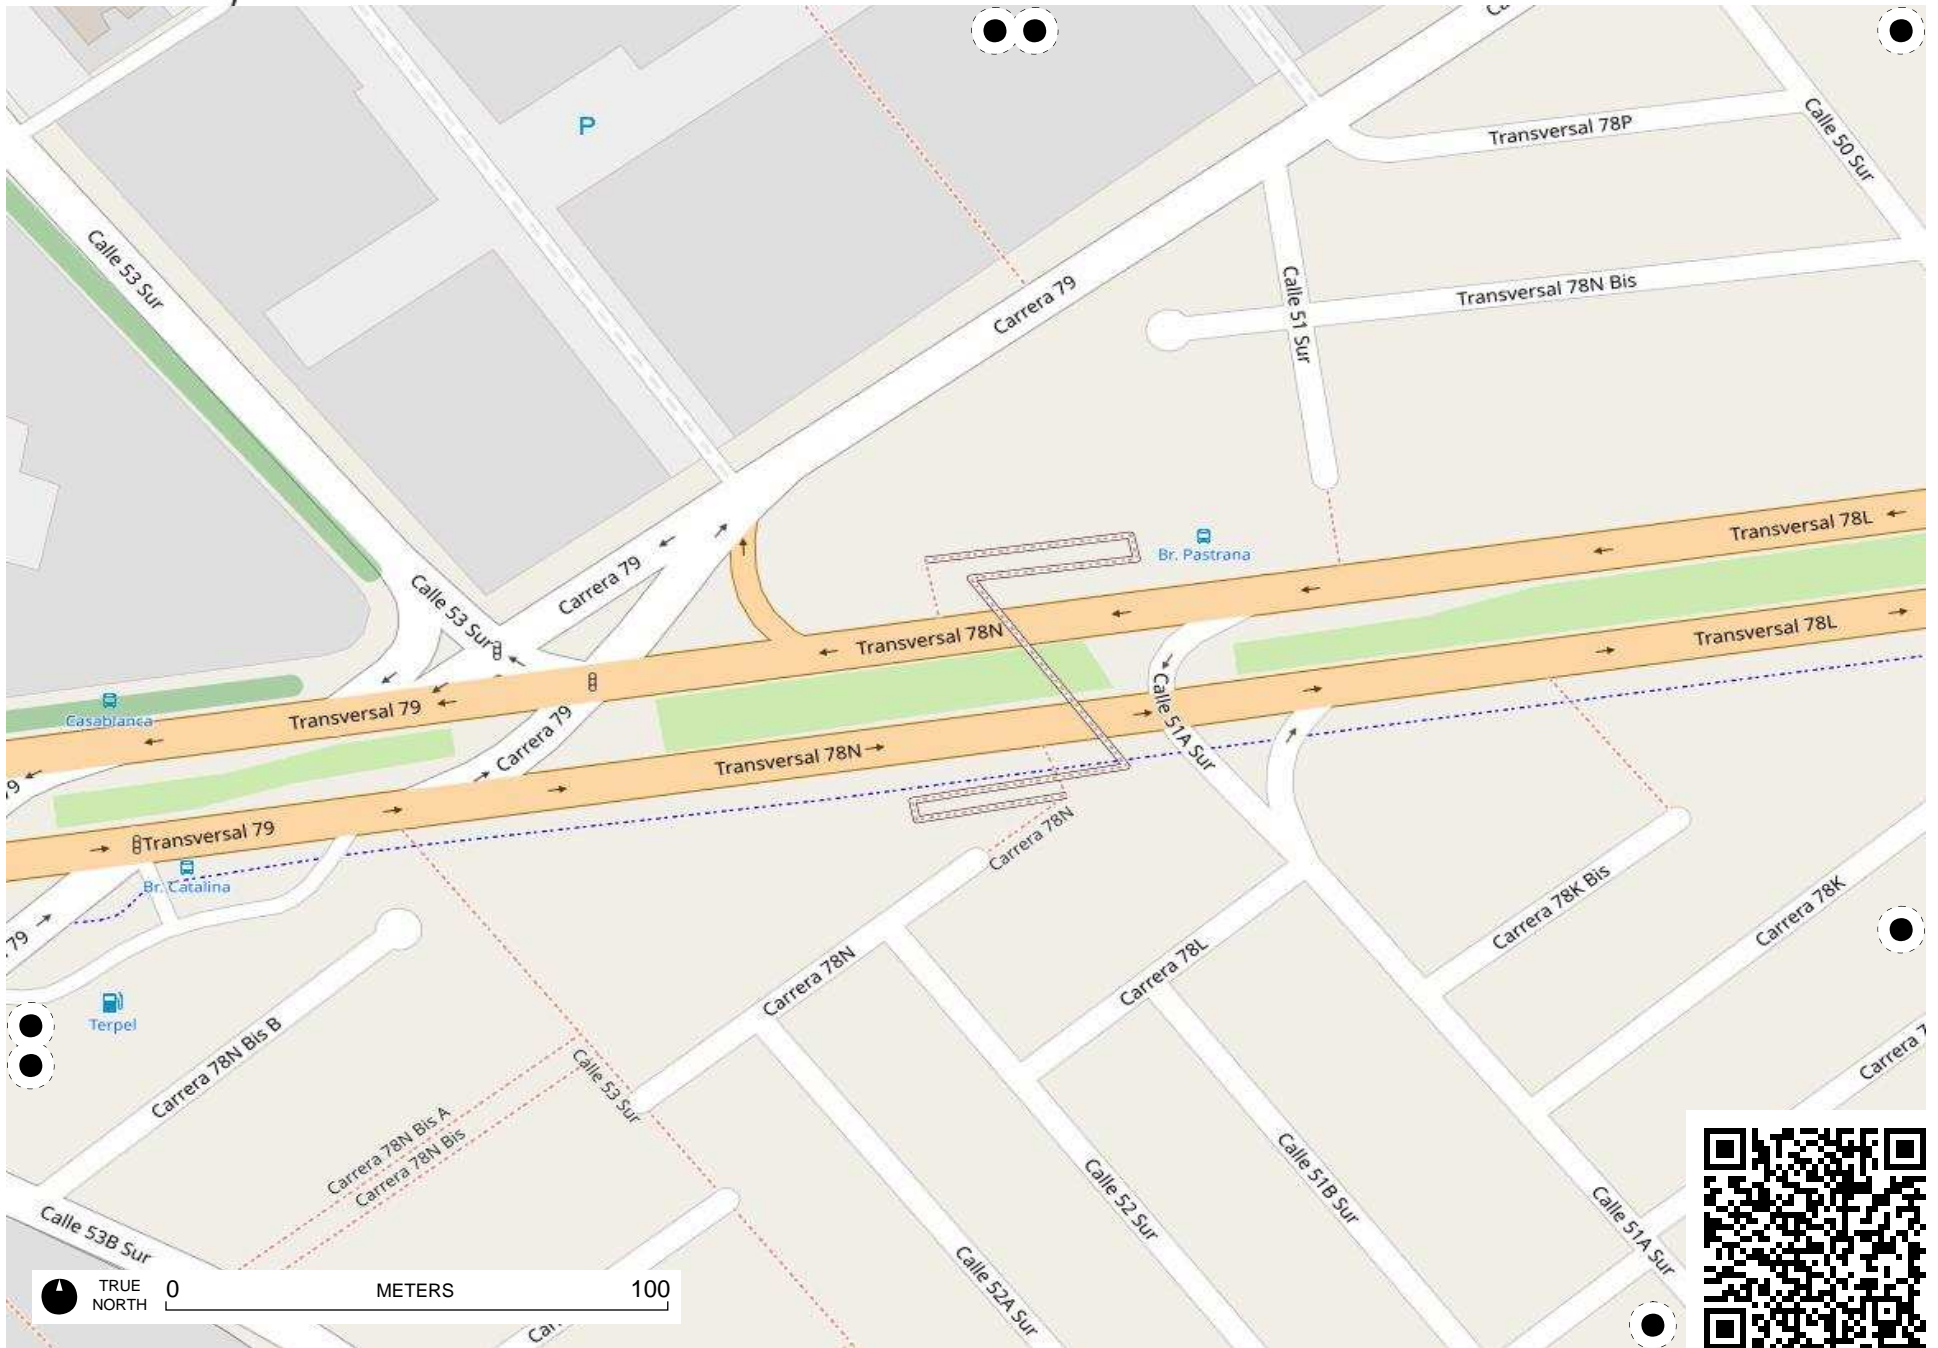 Transversal 78P
Calle 50 Sur
Calle 53 Sur
P
Carrera 79
Calle 51 Sur
Transversal 78N Bis
Transversal 78L
Br. Pastrana
Carrera 79
Calle 53 Sur
Transversal 78N
Transversal 78L
Casablanca
Transversal 79
Carrera 79
Calle 51A Sur
Transversal 78N
79
Transversal 79
Br. Catalina
Carrera 78N
Carrera 78K Bis
Carrera 78K
79
Carrera 78N
Carrera 78L
Terpel
Carrera 78N Bis B
Calle 53 Sur
Carrera 7
Carrera 78N Bis A
Carrera 78N Bis
Calle 52 Sur
Calle 51B Sur
Calle 51A Sur
Calle 53B Sur
Calle 52A Sur
TRUE
NORTH
0 METERS 100